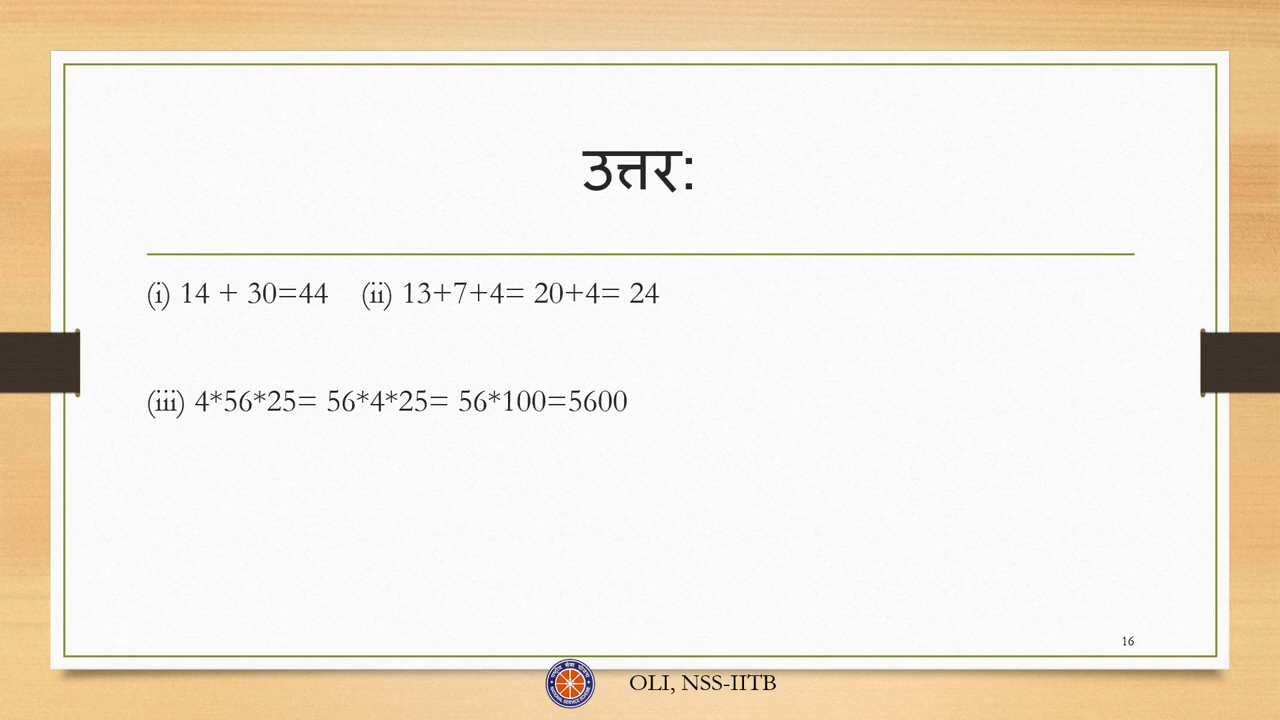 उत्तर:
(i) 14 + 30=44 (ii) 13+7+4= 20+4= 24
(iii) 4*56*25= 56*4*25= 56*100=5600
16
OLI, NSS-IITB